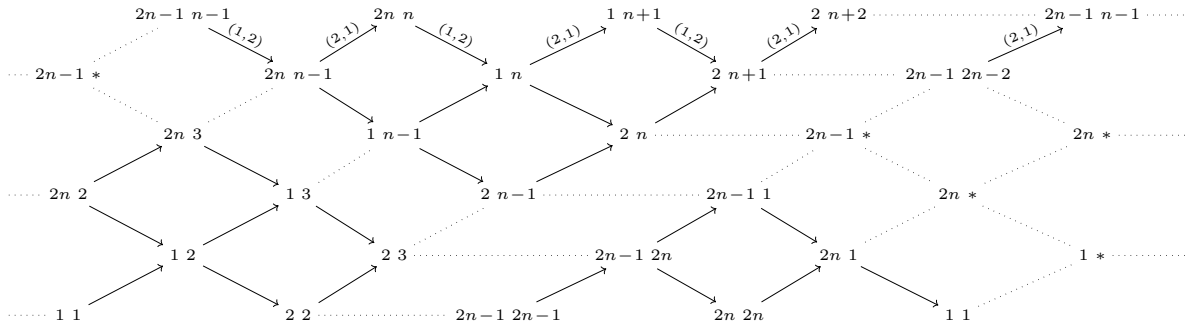 2n−1 n−1 2n n 1 n+1 2 n+2 2n−1 n−1
(1,2) (2,1) (1,2) (2,1) (1,2) (2,1) (2,1)
2n−1 * 2n n−1 1 n 2 n+1 2n−1 2n−2
2n 3 1 n−1 2 n 2n−1 * 2n *
2n 2 1 3 2 n−1 2n−1 1 2n *
1 2 2 3 2n−1 2n 2n 1 1 *
1 1 2 2 2n−1 2n−1 2n 2n 1 1